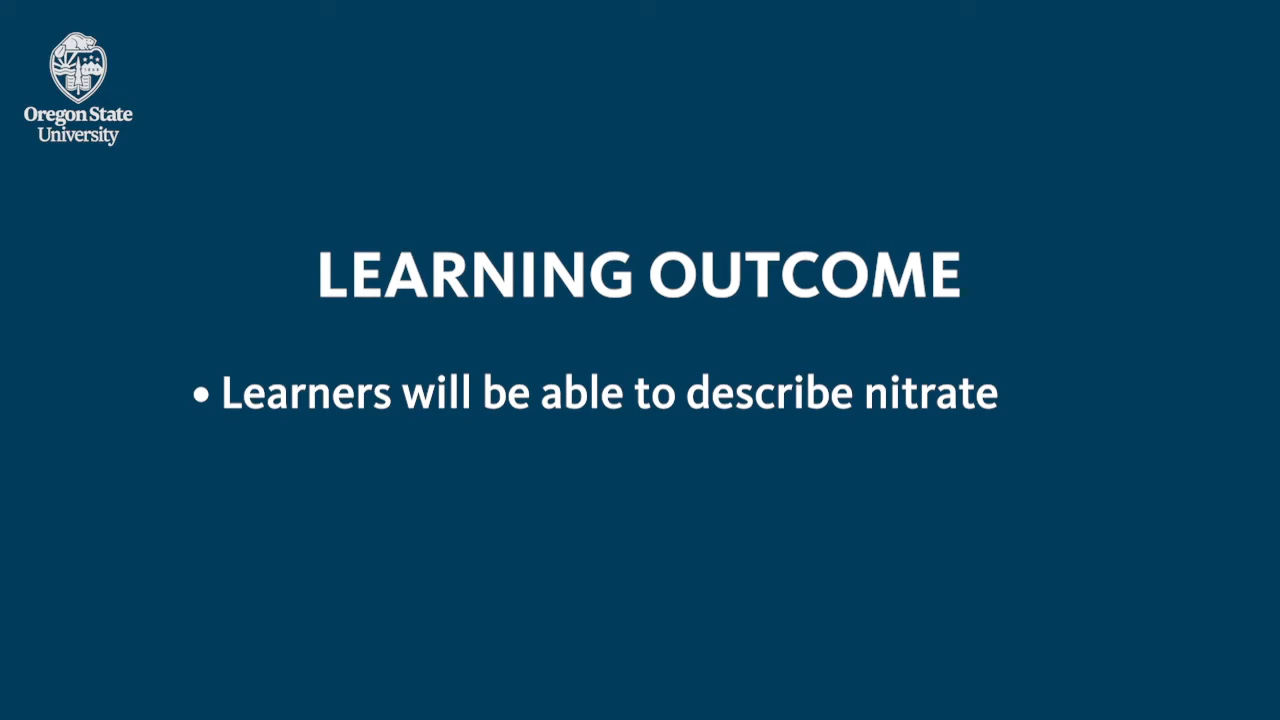 Oregon State
University
LEARNING OUTCOME
• Learners will be able to describe nitrate